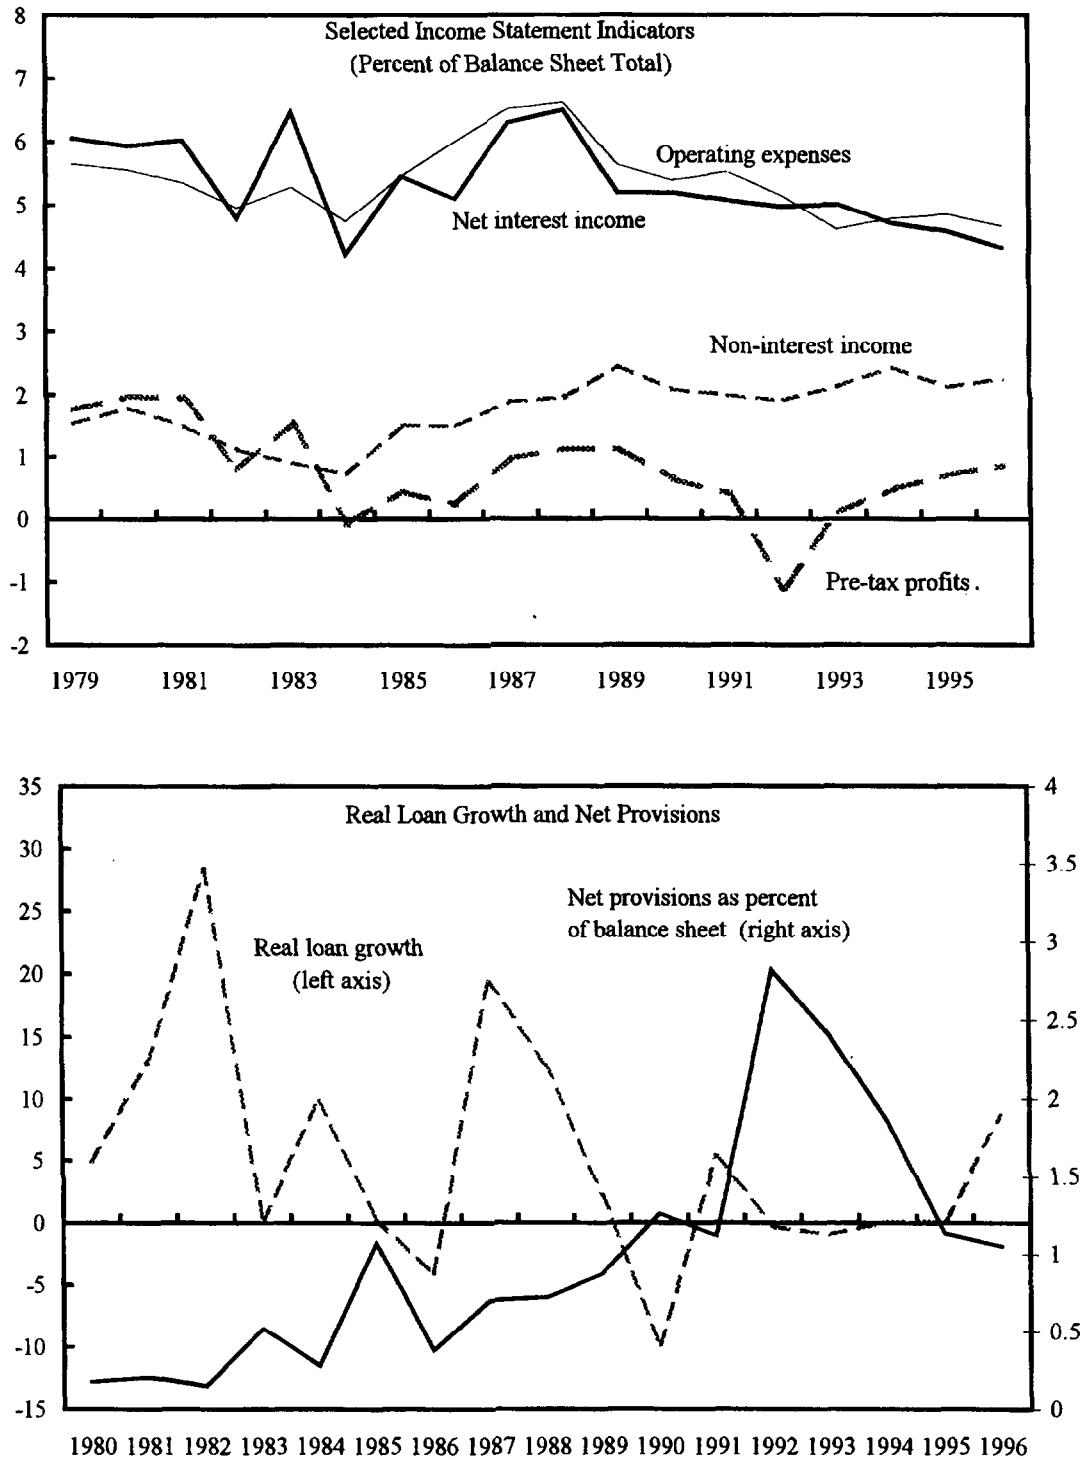 Selected Income Statement Indicators
(Percent of Balance Sheet Total)
8
7
6
5
4
3
2
1
0
-1
-2
Operating expenses
Net interest income
Non-interest income
Pre-tax profits
1979 1981 1983 1985 1987 1989 1991 1993 1995
Real Loan Growth and Net Provisions
35
30
25
20
15
10
5
0
-5
-10
-15
Real loan growth
(left axis)
Net provisions as percent
of balance sheet (right axis)
4
3.5
3
2.5
2
1.5
1
0.5
0
1980 1981 1982 1983 1984 1985 1986 1987 1988 1989 1990 1991 1992 1993 1994 1995 1996